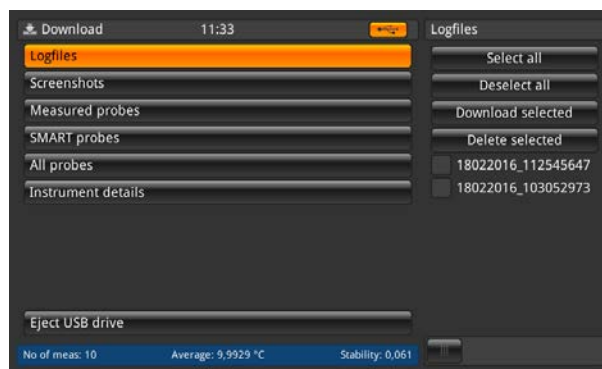 Download 11:33
Logfiles
Screenshots
Measured probes
SMART probes
All probes
Instrument details
Eject USB drive
No of meas: 10 Average: 9,9929 °C Stability: 0,061
Logfiles
Select all
Deselect all
Download selected
Delete selected
18022016_112545647
18022016_103052973